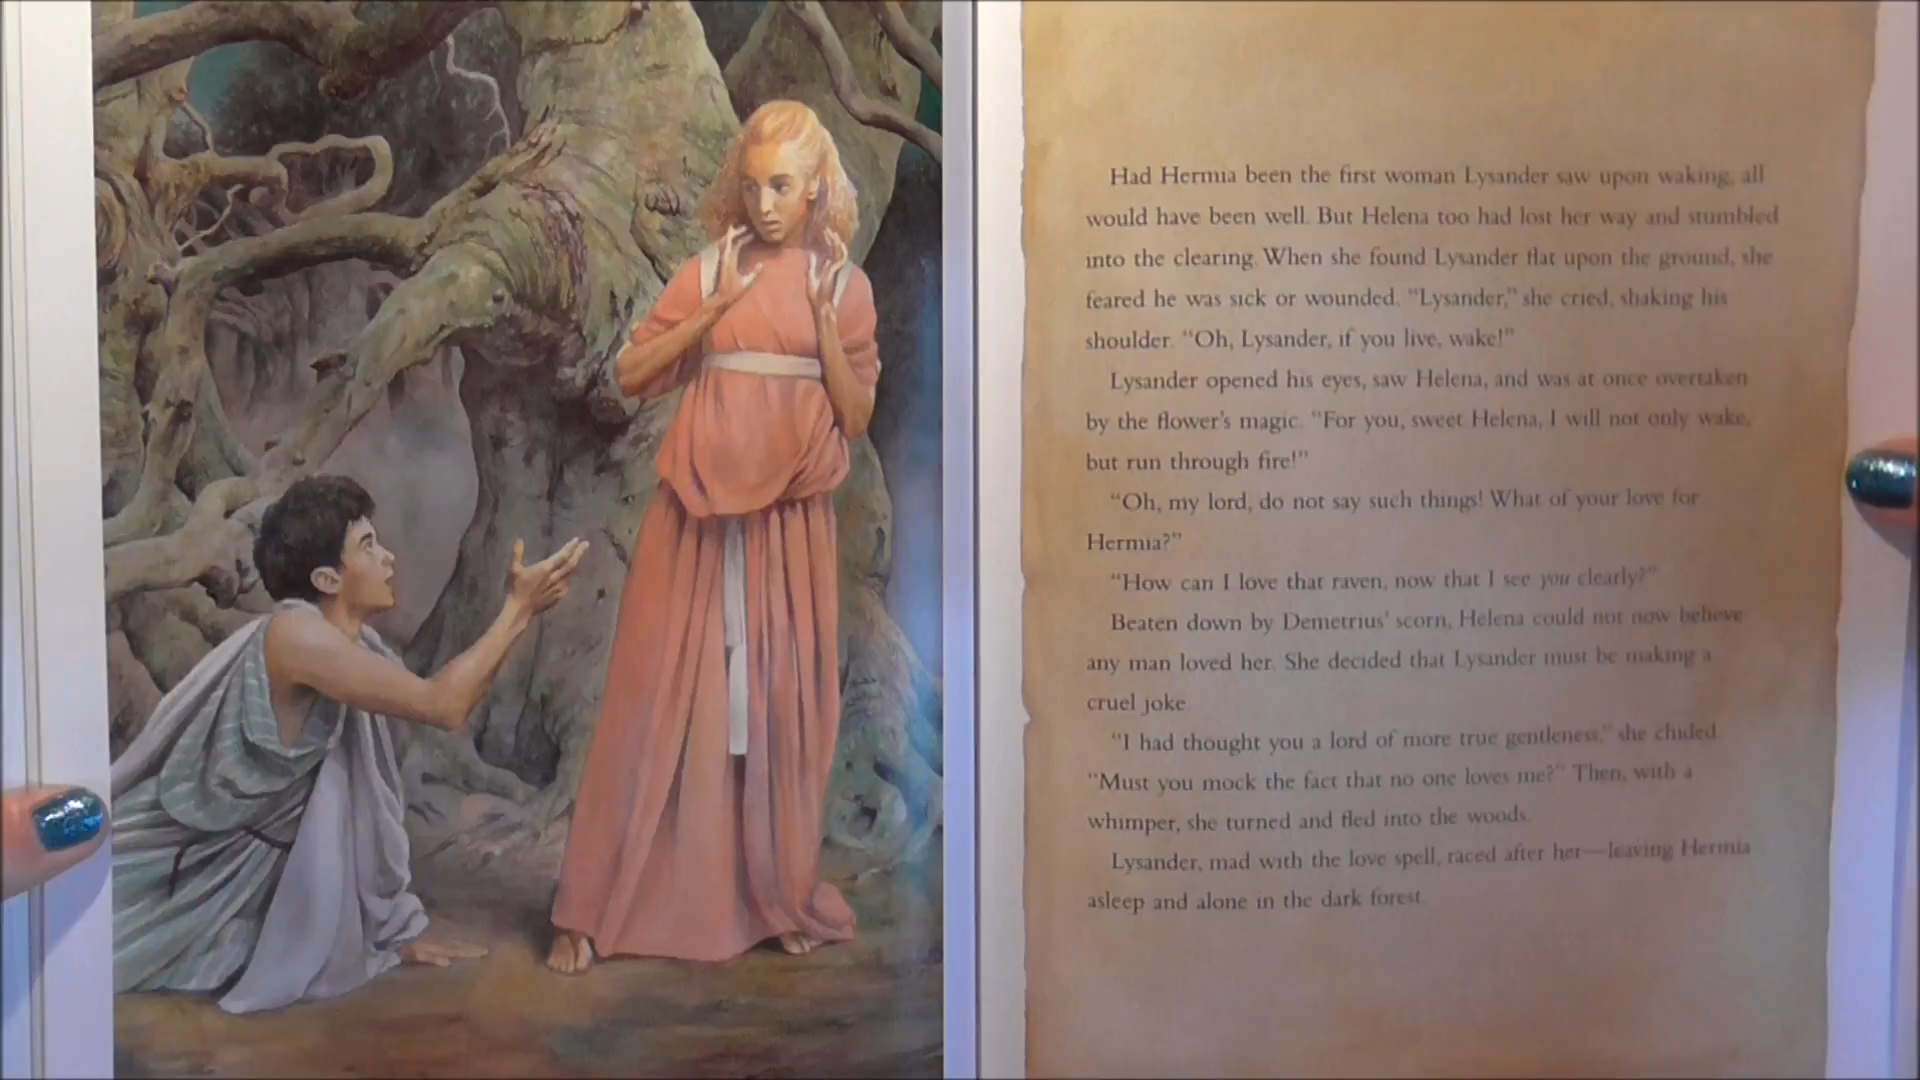 Had Hermia been the first woman Lysander saw upon waking, all
would have been well. But Helena too had lost her way and stumbled
into the clearing. When she found Lysander flat upon the ground, she
feared he was sick or wounded. “Lysander,” she cried, shaking his
shoulder. “Oh, Lysander, if you live, wake!”
Lysander opened his eyes, saw Helena, and was at once overtaken
by the flower’s magic. “For you, sweet Helena, I will not only wake,
but run through fire!”
“Oh, my lord, do not say such things! What of your love for
Hermia?”
“How can I love that raven, now that I see you clearly?”
Beaten down by Demetrius’ scorn, Helena could not now believe
any man loved her. She decided that Lysander must be making a
cruel joke.
“I had thought you a lord of more true gentleness,” she chided.
“Must you mock the fact that no one loves me?” Then, with a
whimper, she turned and fled into the woods.
Lysander, mad with the love spell, raced after her—leaving Hermia
asleep and alone in the dark forest.